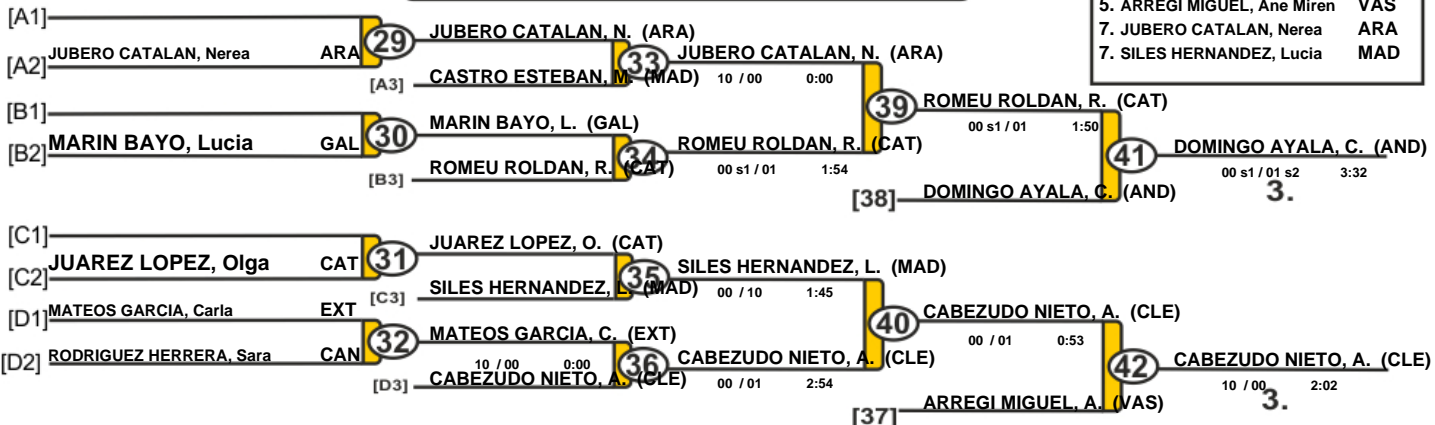 5. ARREGI MIGUEL, Ane Miren VAS
7. JUBERO CATALAN, Nerea ARA
7. SILES HERNANDEZ, Lucia MAD
[A1]
[A2] JUBERO CATALAN, Nerea ARA
29
JUBERO CATALAN, N. (ARA)
[A3] CASTRO ESTEBAN, M. (MAD)
33
JUBERO CATALAN, N. (ARA)
10 / 00 0:00
[B1]
[B2] MARIN BAYO, Lucia GAL
30
MARIN BAYO, L. (GAL)
[B3] ROMEU ROLDAN, R. (CAT)
34
ROMEU ROLDAN, R. (CAT)
00 s1 / 01 1:54
39
ROMEU ROLDAN, R. (CAT)
00 s1 / 01 1:50
[38] DOMINGO AYALA, C. (AND)
41
DOMINGO AYALA, C. (AND)
00 s1 / 01 s2 3:32
3.
[C1]
[C2] JUAREZ LOPEZ, Olga CAT
31
JUAREZ LOPEZ, O. (CAT)
[C3] SILES HERNANDEZ, L. (MAD)
35
SILES HERNANDEZ, L. (MAD)
00 / 10 1:45
[D1] MATEOS GARCIA, Carla EXT
[D2] RODRIGUEZ HERRERA, Sara CAN
32
MATEOS GARCIA, C. (EXT)
10 / 00 0:00
[D3] CABEZUDO NIETO, A. (CLE)
36
CABEZUDO NIETO, A. (CLE)
00 / 01 2:54
40
CABEZUDO NIETO, A. (CLE)
00 / 01 0:53
[37] ARREGI MIGUEL, A. (VAS)
42
CABEZUDO NIETO, A. (CLE)
10 / 00 2:02
3.